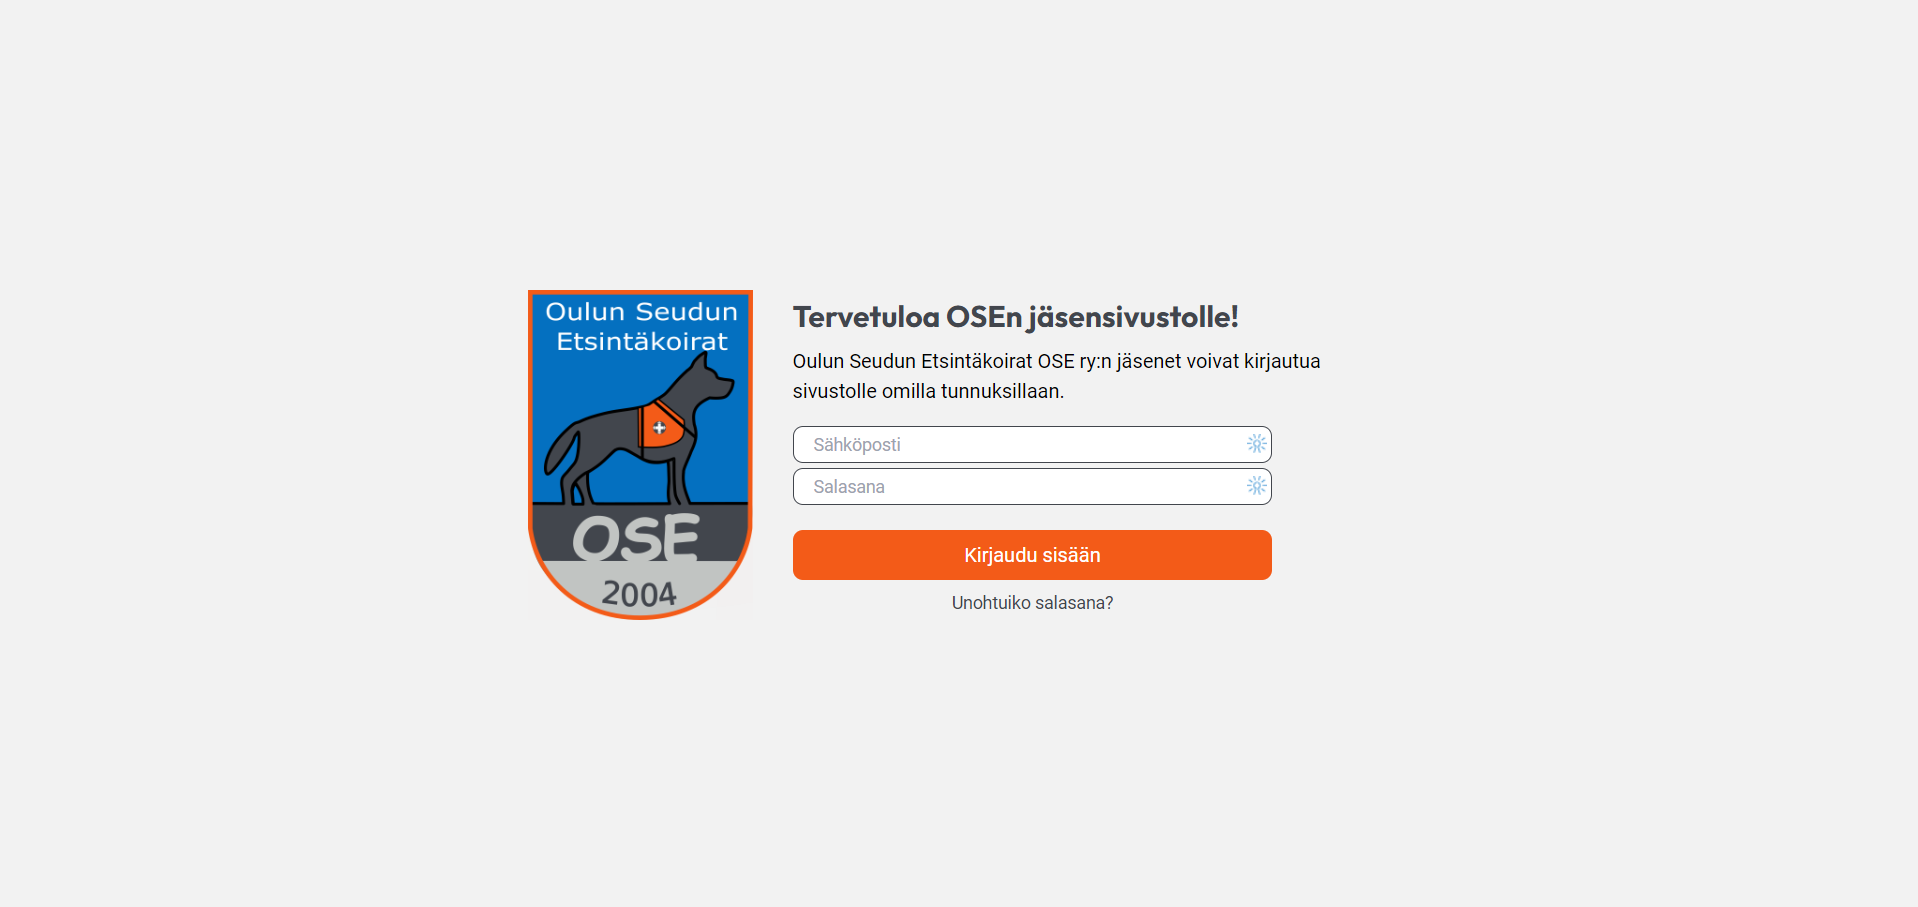 Oulun Seudun
Etsintäkoirat
OSE
2004
Tervetuloa OSEn jäsensivustolle!
Oulun Seudun Etsintäkoirat OSE ry:n jäsenet voivat kirjautua
sivustolle omilla tunnuksillaan.
Sähköposti
Salasana
Kirjaudu sisään
Unohtuiko salasana?